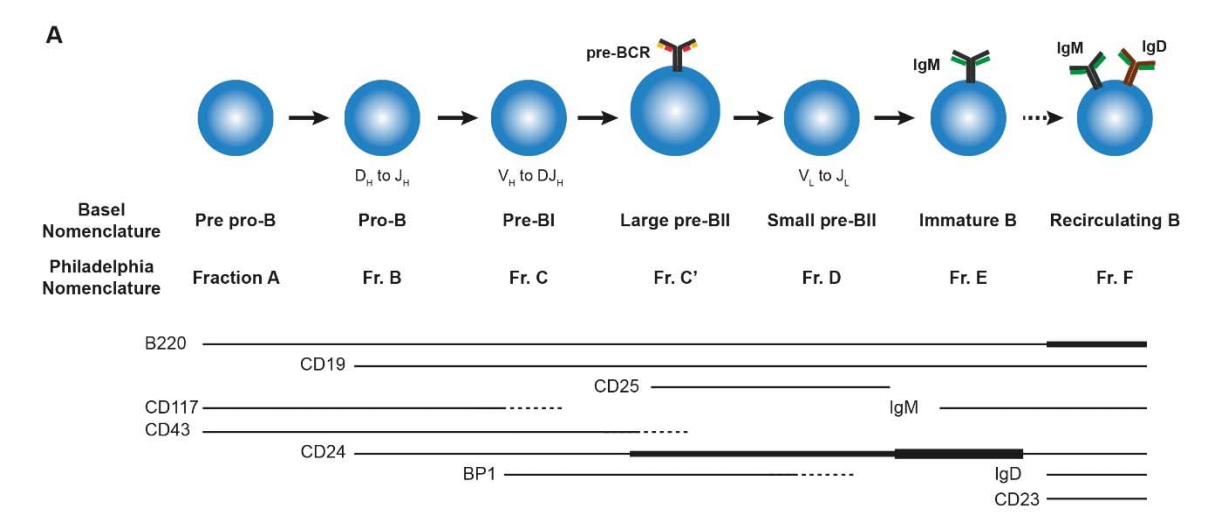 A
pre-BCR
IgM
IgM
IgD
D_H to J_H
V_H to DJ_H
V_L to J_L
Basel
Nomenclature
Pre pro-B
Pro-B
Pre-BI
Large pre-BII
Small pre-BII
Immature B
Recirculating B
Philadelphia
Nomenclature
Fraction A
Fr. B
Fr. C
Fr. C’
Fr. D
Fr. E
Fr. F
B220
CD19
CD25
CD117
IgM
CD43
CD24
BP1
IgD
CD23